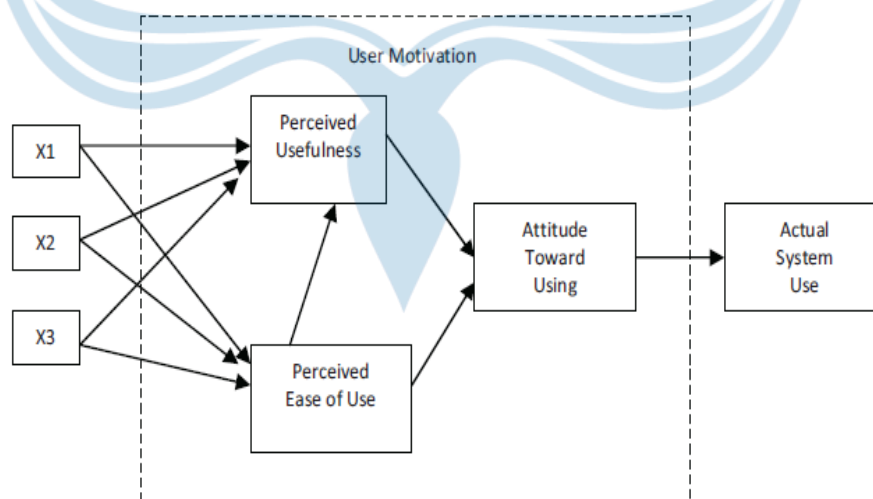 User Motivation
X1
Perceived
Usefulness
X2
Attitude
Toward
Using
Actual
System
Use
X3
Perceived
Ease of Use